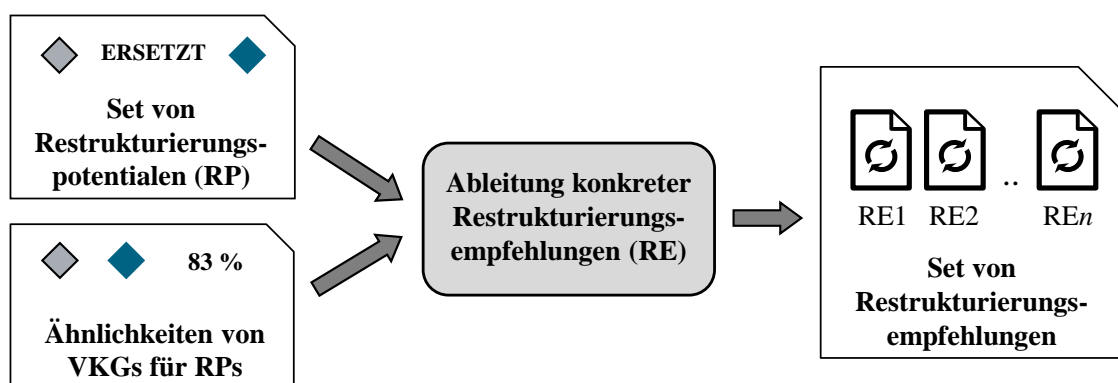 ERSETZT
Set von
Restrukturierungs-
potentialen (RP)
83 %
Ähnlichkeiten von
VKGs für RPs
Ableitung konkreter
Restrukturierungs-
empfehlungen (RE)
RE1 RE2 .. REn
Set von
Restrukturierungs-
empfehlungen